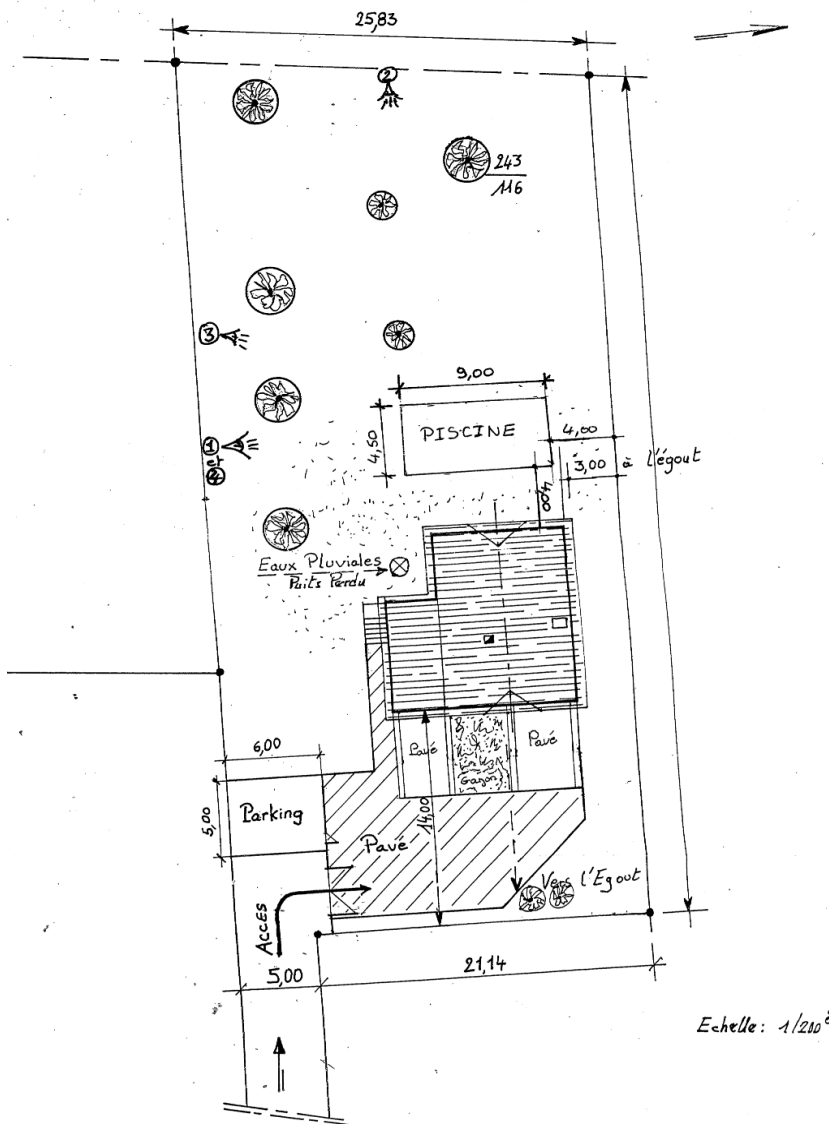 25,83
2
243
116
3
9,00
PISCINE
4,50
4,00
3,00 à l'égout
4,00
1
et
4
Eaux Pluviales
Puits Perdu
6,00
Pavé
Gazon
Pavé
5,00
Parking
Pavé
14,00
Vers l'Egout
ACCES
5,00
21,14
Echelle: 1/200è